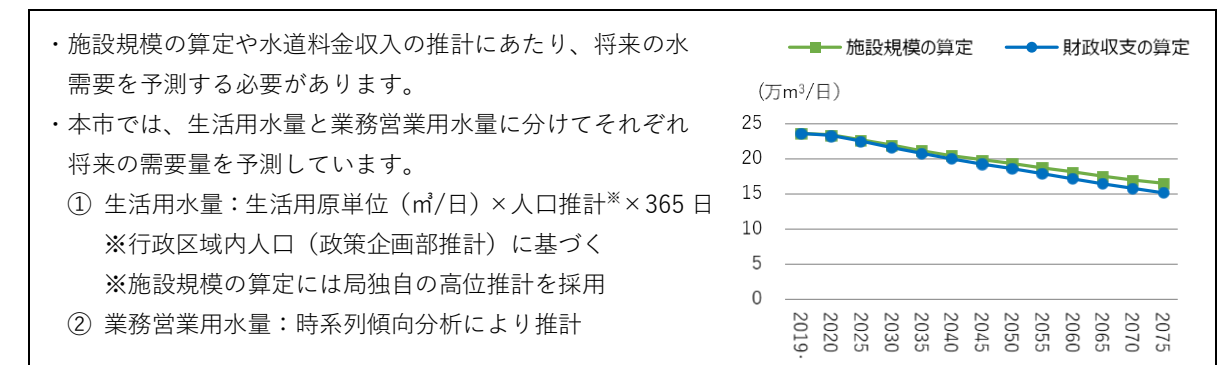 ・施設規模の算定や水道料金収入の推計にあたり、将来の水
需要を予測する必要があります。
・本市では、生活用水量と業務営業用水量に分けてそれぞれ
将来の需要量を予測しています。
① 生活用水量：生活用原単位（㎥/日）×人口推計※×365 日
※行政区域内人口（政策企画部推計）に基づく
※施設規模の算定には局独自の高位推計を採用
② 業務営業用水量：時系列傾向分析により推計
施設規模の算定 財政収支の算定
(万m³/日)
25
20
15
10
5
0
2019 2020 2025 2030 2035 2040 2045 2050 2055 2060 2065 2070 2075